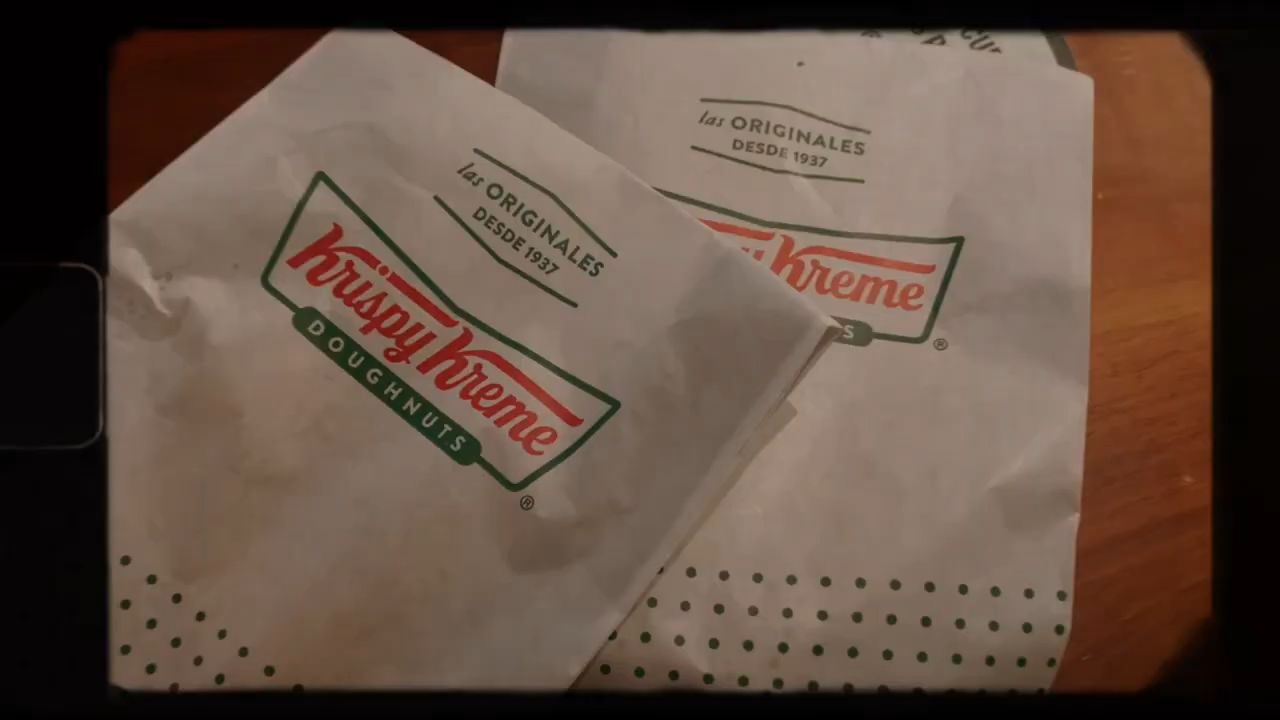 las ORIGINALES
DESDE 1937
Krispy Kreme
DOUGHNUTS
®
las ORIGINALES
DESDE 1937
Kreme
S
®